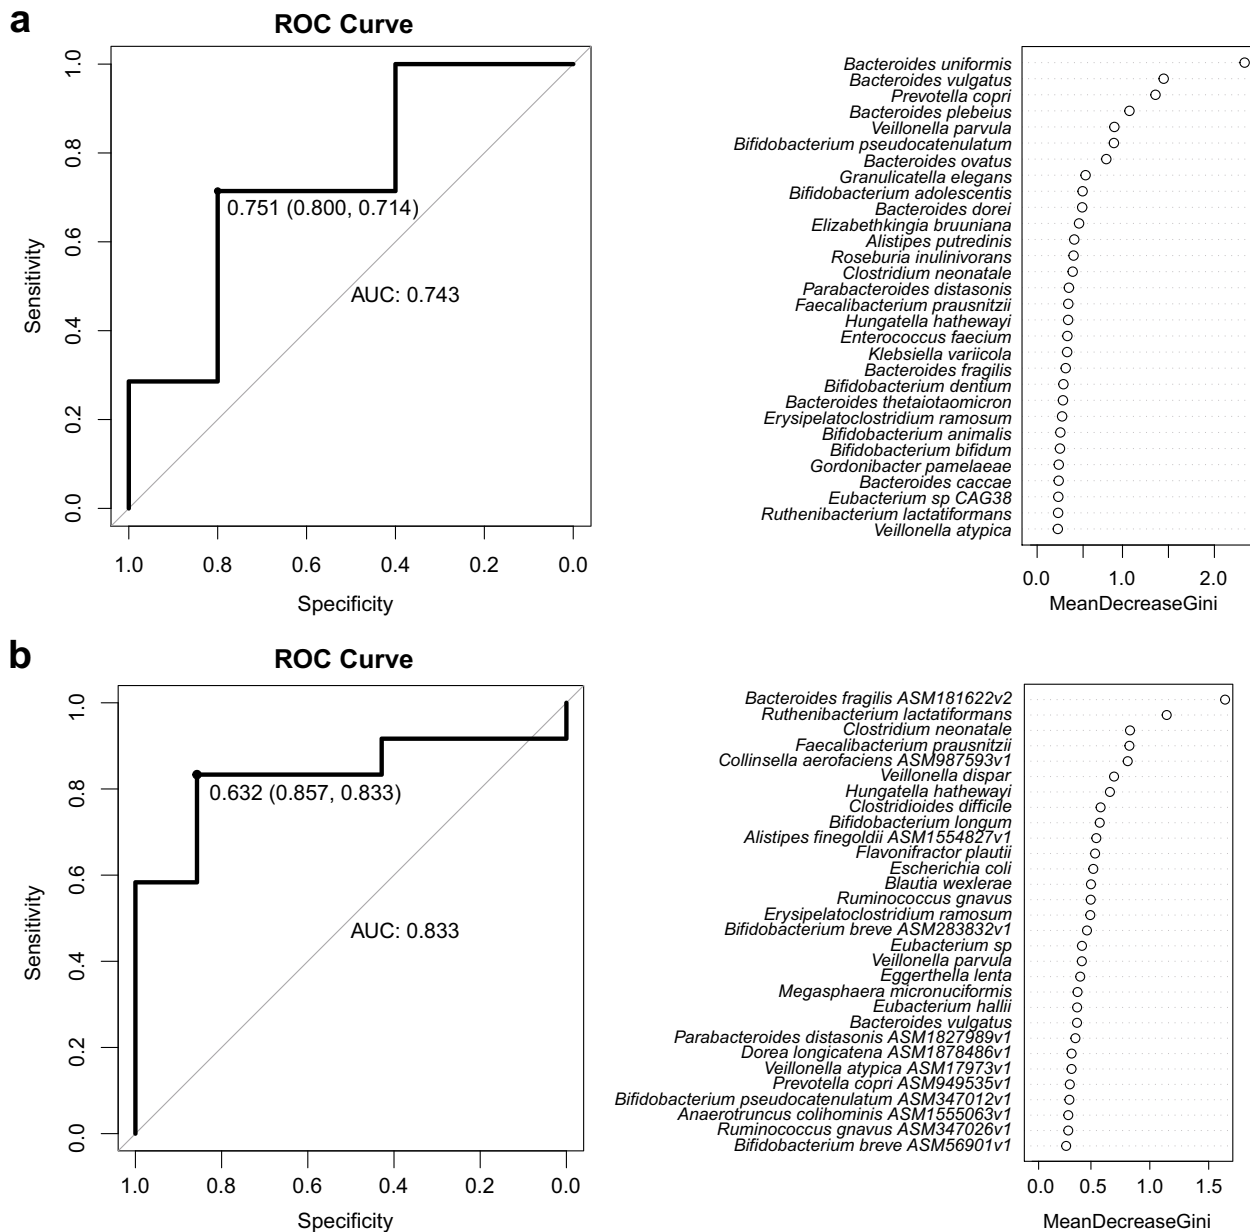 a
ROC Curve
1.0
0.8
0.6
0.4
0.2
0.0
Sensitivity
0.751 (0.800, 0.714)
AUC: 0.743
1.0
0.8
0.6
0.4
0.2
0.0
Specificity
Bacteroides uniformis
Bacteroides vulgatus
Prevotella copri
Bacteroides plebeius
Veillonella parvula
Bifidobacterium pseudocatenulatum
Bacteroides ovatus
Granulicatella elegans
Bifidobacterium adolescentis
Bacteroides dorei
Elizabethkingia bruuniana
Alistipes putredinis
Roseburia inulinivorans
Clostridium neonatale
Parabacteroides distasonis
Faecalibacterium prausnitzii
Hungatella hathewayi
Enterococcus faecium
Klebsiella variicola
Bacteroides fragilis
Bifidobacterium dentium
Bacteroides thetaiotaomicron
Erysipelatoclostridium ramosum
Bifidobacterium animalis
Bifidobacterium bifidum
Gordonibacter pamelaeae
Bacteroides caccae
Eubacterium sp CAG38
Ruthenibacterium lactatiformans
Veillonella atypica
0.0
1.0
2.0
MeanDecreaseGini
b
ROC Curve
1.0
0.8
0.6
0.4
0.2
0.0
Sensitivity
0.632 (0.857, 0.833)
AUC: 0.833
1.0
0.8
0.6
0.4
0.2
0.0
Specificity
Bacteroides fragilis ASM181622v2
Ruthenibacterium lactatiformans
Clostridium neonatale
Faecalibacterium prausnitzii
Collinsella aerofaciens ASM987593v1
Veillonella dispar
Hungatella hathewayi
Clostridioides difficile
Bifidobacterium longum
Alistipes finegoldii ASM1554827v1
Flavonifractor plautii
Escherichia coli
Blautia wexlerae
Ruminococcus gnavus
Erysipelatoclostridium ramosum
Bifidobacterium breve ASM283832v1
Eubacterium sp
Veillonella parvula
Eggerthella lenta
Megasphaera micronuciformis
Eubacterium hallii
Bacteroides vulgatus
Parabacteroides distasonis ASM1827989v1
Dorea longicatena ASM1878486v1
Veillonella atypica ASM17973v1
Prevotella copri ASM949535v1
Bifidobacterium pseudocatenulatum ASM347012v1
Anaerotruncus colihominis ASM1555063v1
Ruminococcus gnavus ASM347026v1
Bifidobacterium breve ASM56901v1
0.0
0.5
1.0
1.5
MeanDecreaseGini